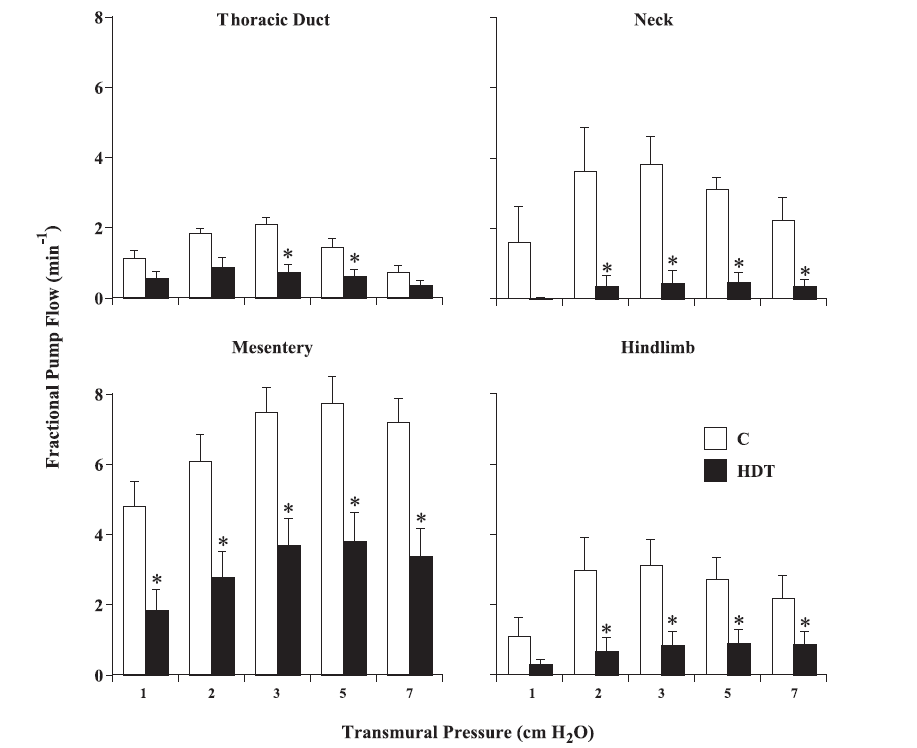 Thoracic Duct
Neck
8
6
4
2
0
* *
* * * *
Fractional Pump Flow (min-1)
Mesentery
Hindlimb
8
6
4
2
0
* * * * *
* * * *
C
HDT
1 2 3 5 7
1 2 3 5 7
Transmural Pressure (cm H2O)